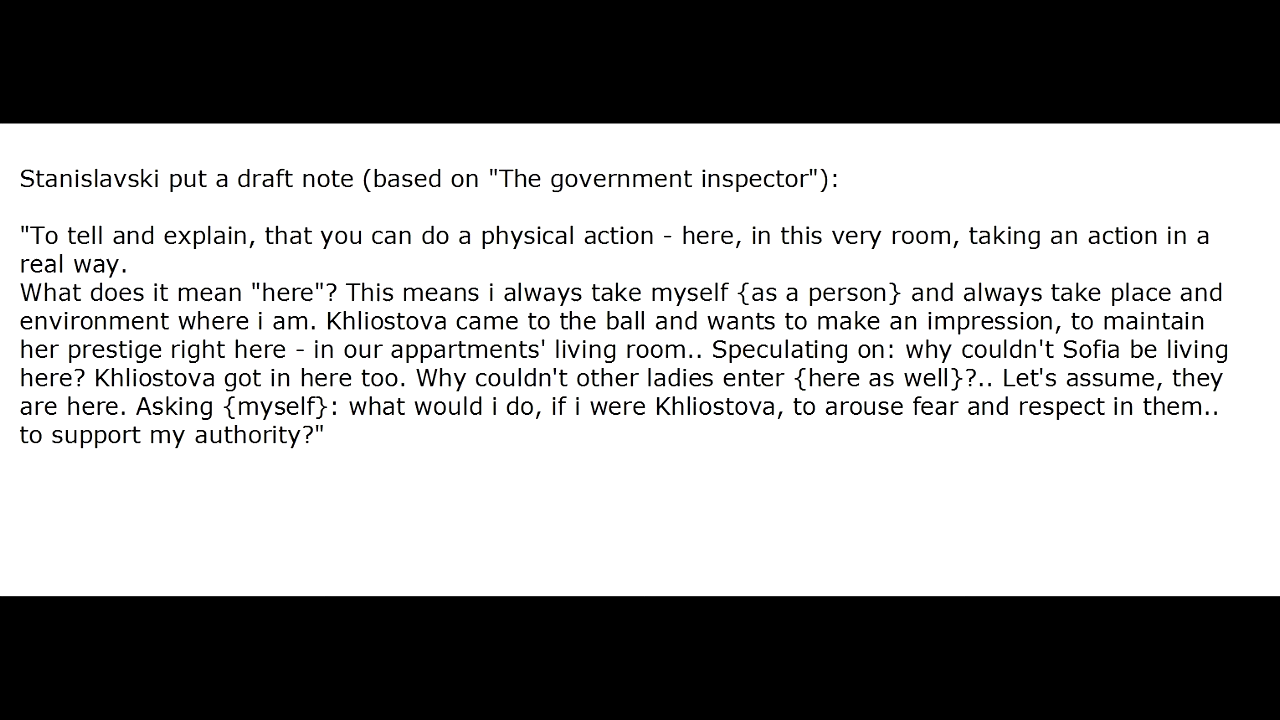 Stanislavski put a draft note (based on "The government inspector"):
"To tell and explain, that you can do a physical action - here, in this very room, taking an action in a
real way.
What does it mean "here"? This means i always take myself {as a person} and always take place and
environment where i am. Khliostova came to the ball and wants to make an impression, to maintain
her prestige right here - in our appartments' living room.. Speculating on: why couldn't Sofia be living
here? Khliostova got in here too. Why couldn't other ladies enter {here as well}?.. Let's assume, they
are here. Asking {myself}: what would i do, if i were Khliostova, to arouse fear and respect in them..
to support my authority?"